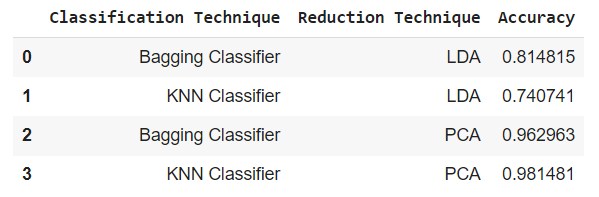 Classification Technique Reduction Technique Accuracy
0 Bagging Classifier LDA 0.814815
1 KNN Classifier LDA 0.740741
2 Bagging Classifier PCA 0.962963
3 KNN Classifier PCA 0.981481